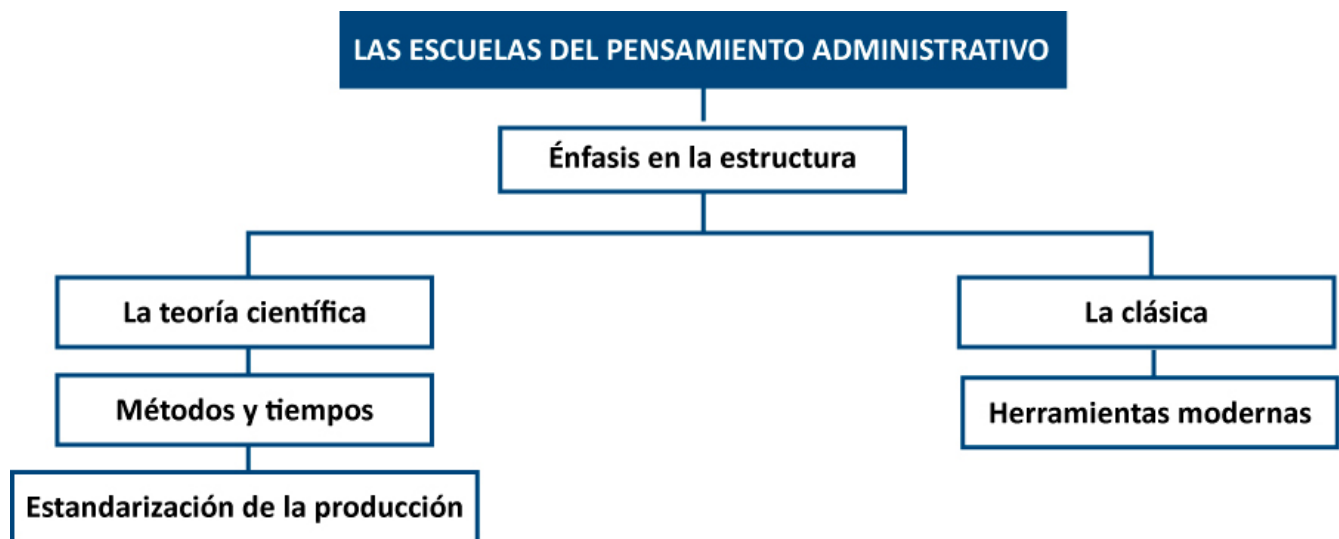 LAS ESCUELAS DEL PENSAMIENTO ADMINISTRATIVO
Énfasis en la estructura
La teoría científica
La clásica
Métodos y tiempos
Herramientas modernas
Estandarización de la producción